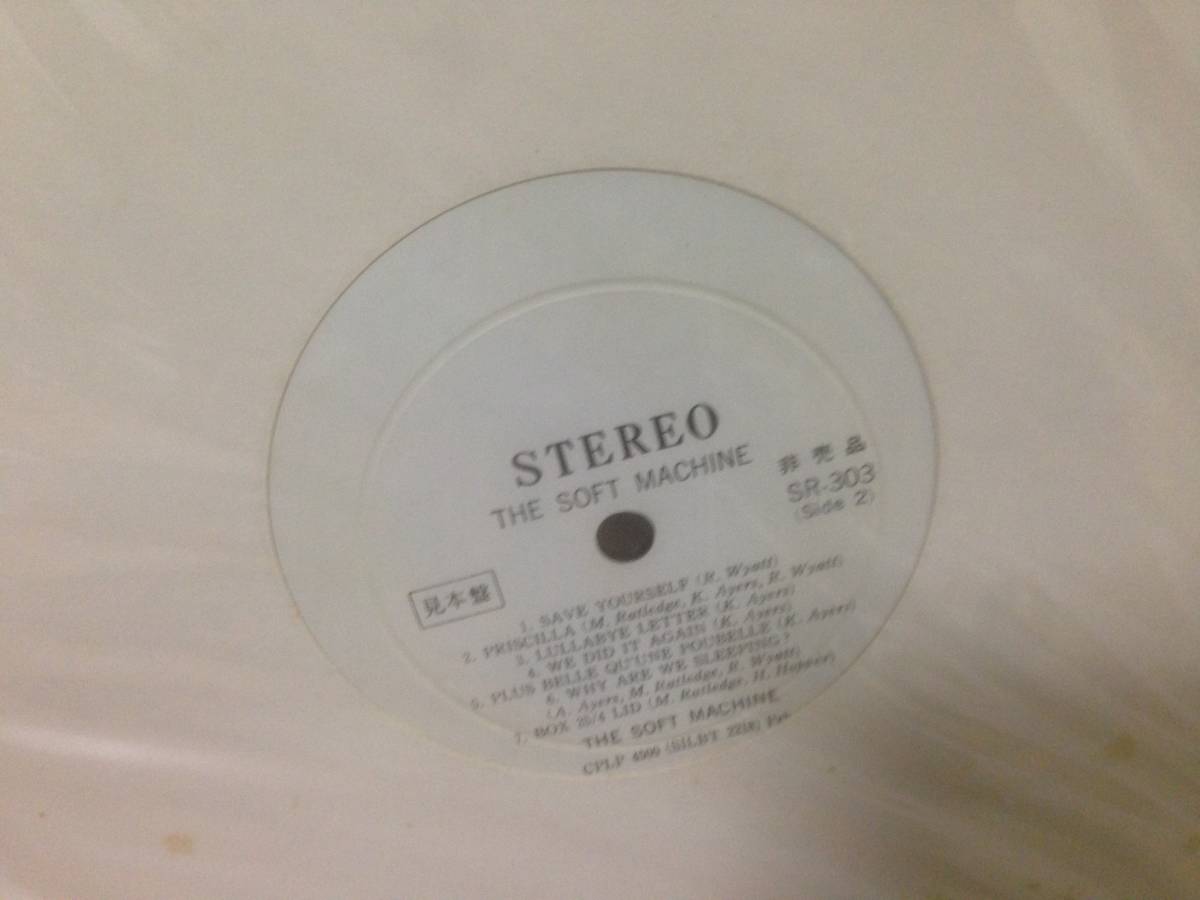 STEREO
THE SOFT MACHINE
非売品
SR-303
(Side 2)
見本盤
1. SAVE YOURSELF (R. Wyatt)
2. PRISCILLA (M. Ratledge, K. Ayers, R. Wyatt)
3. LULLABYE LETTER (K. Ayers)
4. WE DID IT AGAIN (K. Ayers)
5. PLUS BELLE QU'UNE POUBELLE (K. Ayers)
6. WHY ARE WE SLEEPING?
(A. Ayers, M. Ratledge, R. Wyatt)
7. BOX 25/4 LID (M. Ratledge, H. Hopper)
THE SOFT MACHINE
CPLP 4500